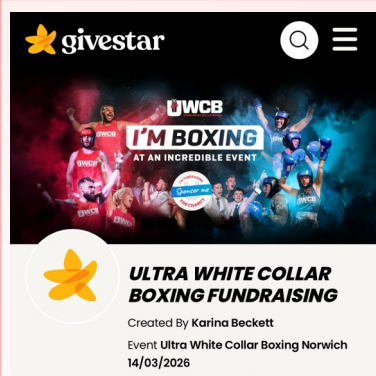 givestar
UWCB
I'M BOXING
AT AN INCREDIBLE EVENT
Sponsor me
FOR CHARITY
ULTRA WHITE COLLAR
BOXING FUNDRAISING
Created By Karina Beckett
Event Ultra White Collar Boxing Norwich
14/03/2026